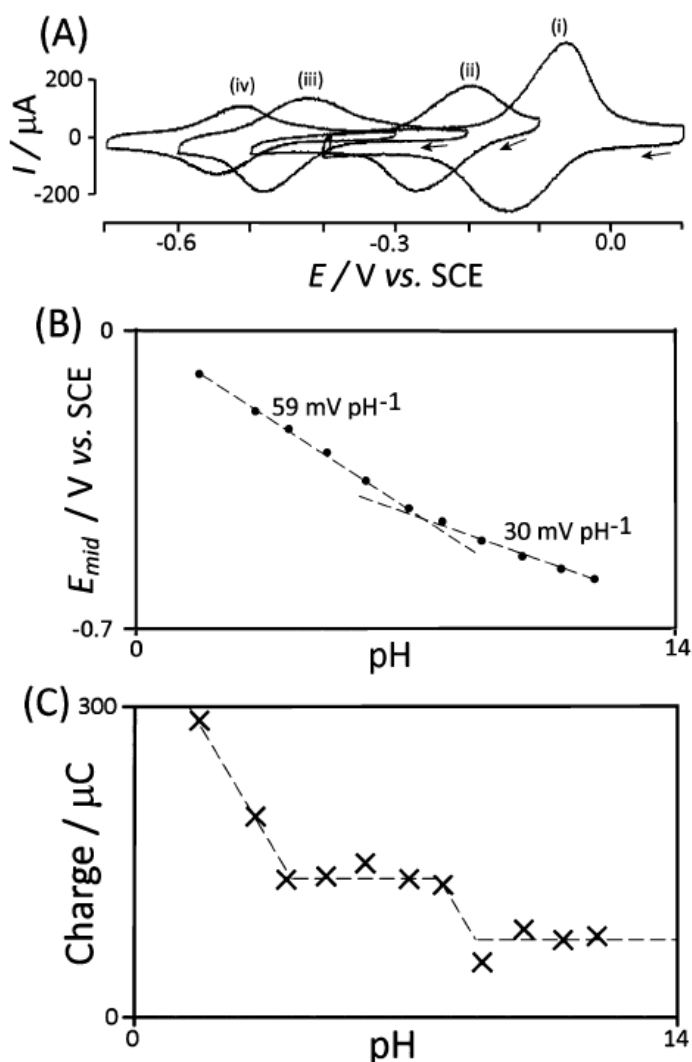 (A)
(i)
(ii)
(iii)
(iv)
200
0
-200
I / μA
-0.6
-0.3
0.0
E / V vs. SCE
(B)
0
59 mV pH-1
30 mV pH-1
Emid / V vs. SCE
-0.7
0
pH
14
(C)
300
Charge / μC
0
0
pH
14